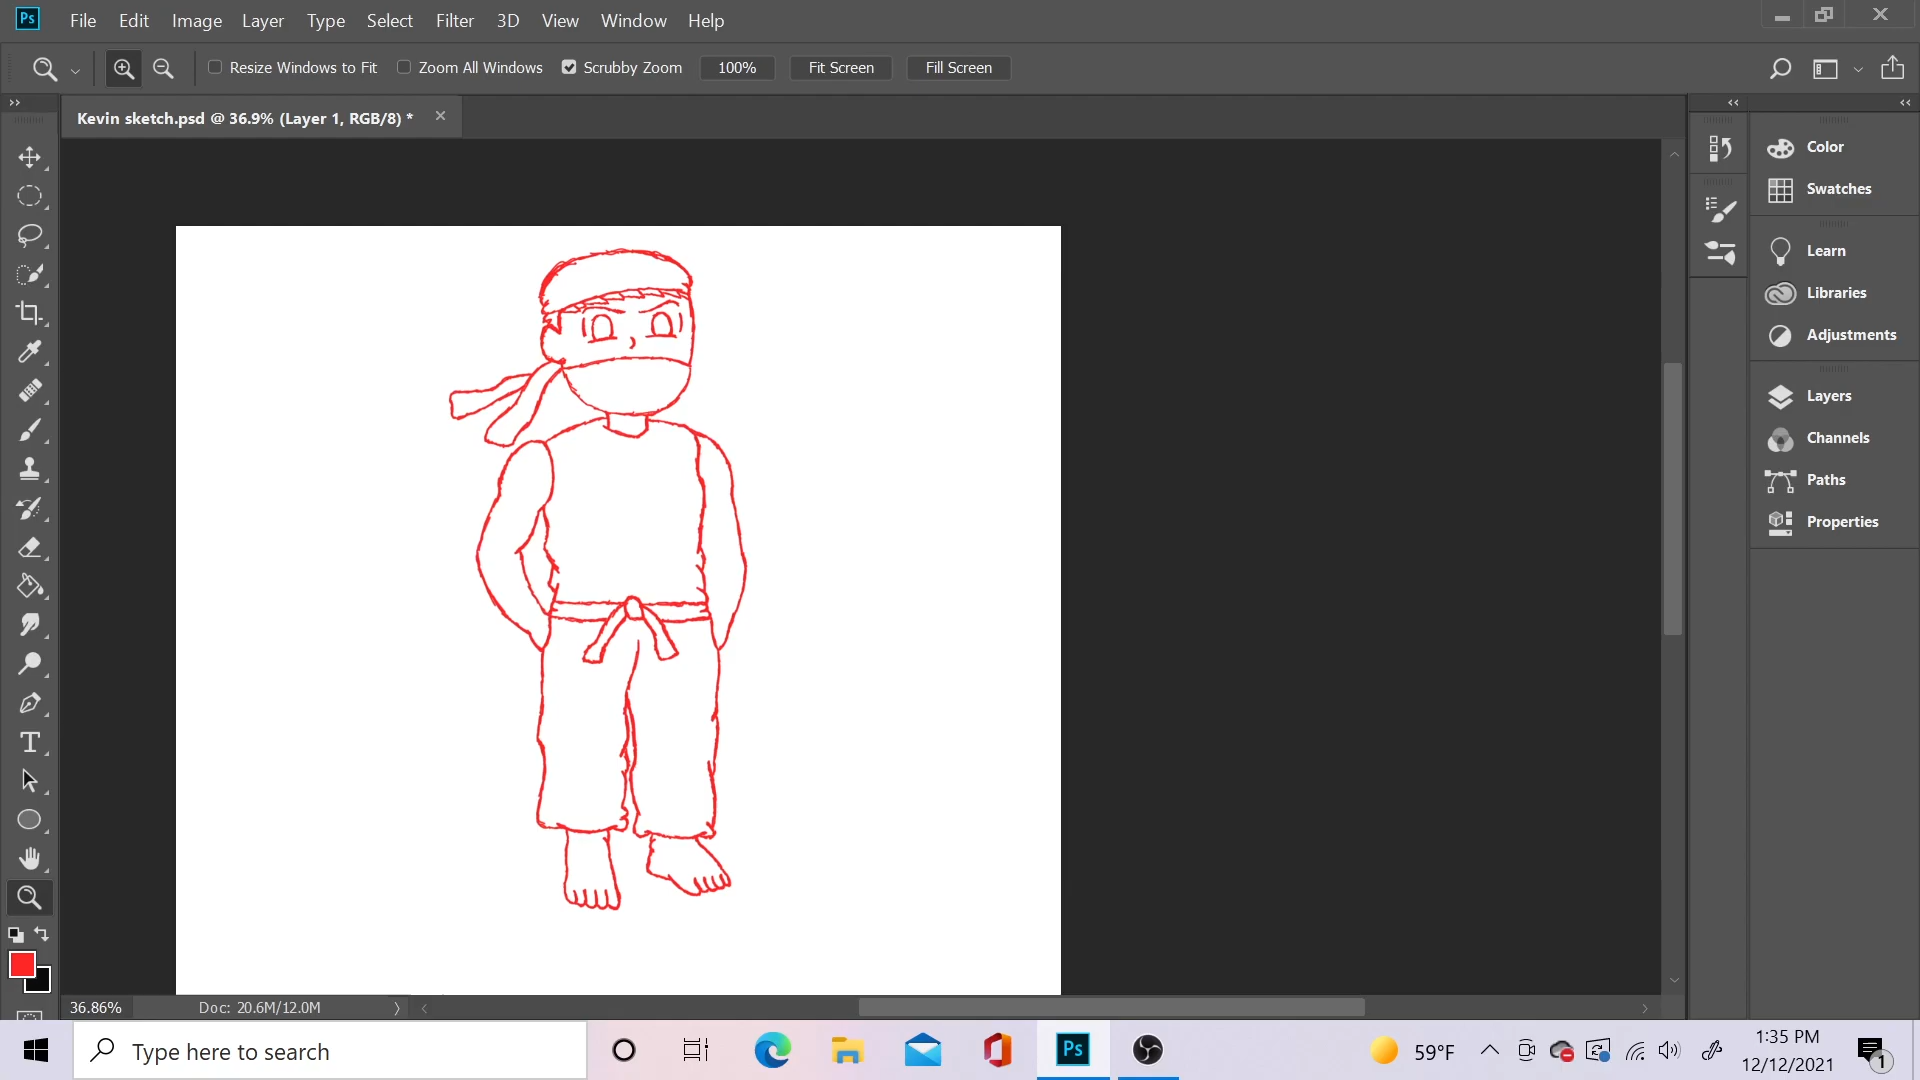 Ps File Edit Image Layer Type Select Filter 3D View Window Help
Resize Windows to Fit Scrubby Zoom All Windows Scrubby Zoom 100% Fit Screen Fill Screen
Kevin sketch.psd @ 36.9% (Layer 1, RGB/8) *
Color
Swatches
Learn
Libraries
Adjustments
Layers
Channels
Paths
Properties
36.86% Doc: 20.6M/12.0M
Type here to search
Ps
59°F
1:35 PM
12/12/2021
1